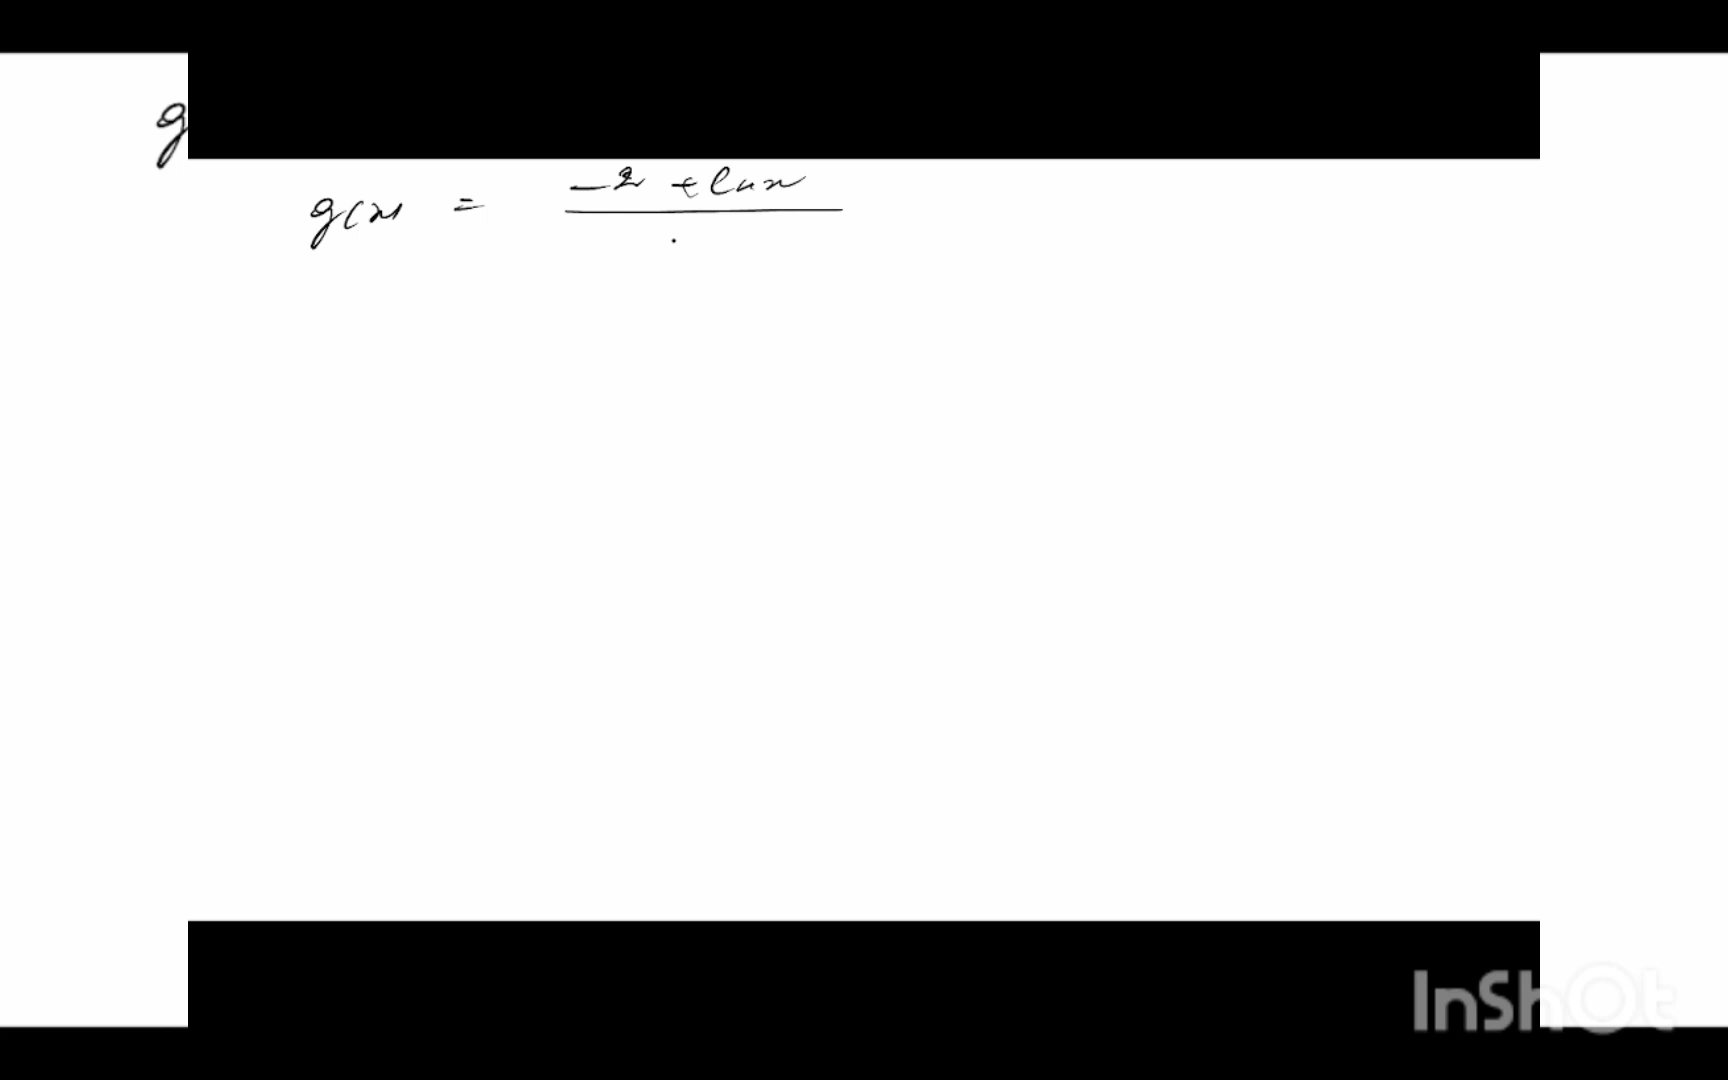 g
g(x) = -2 + ln x
InShOt